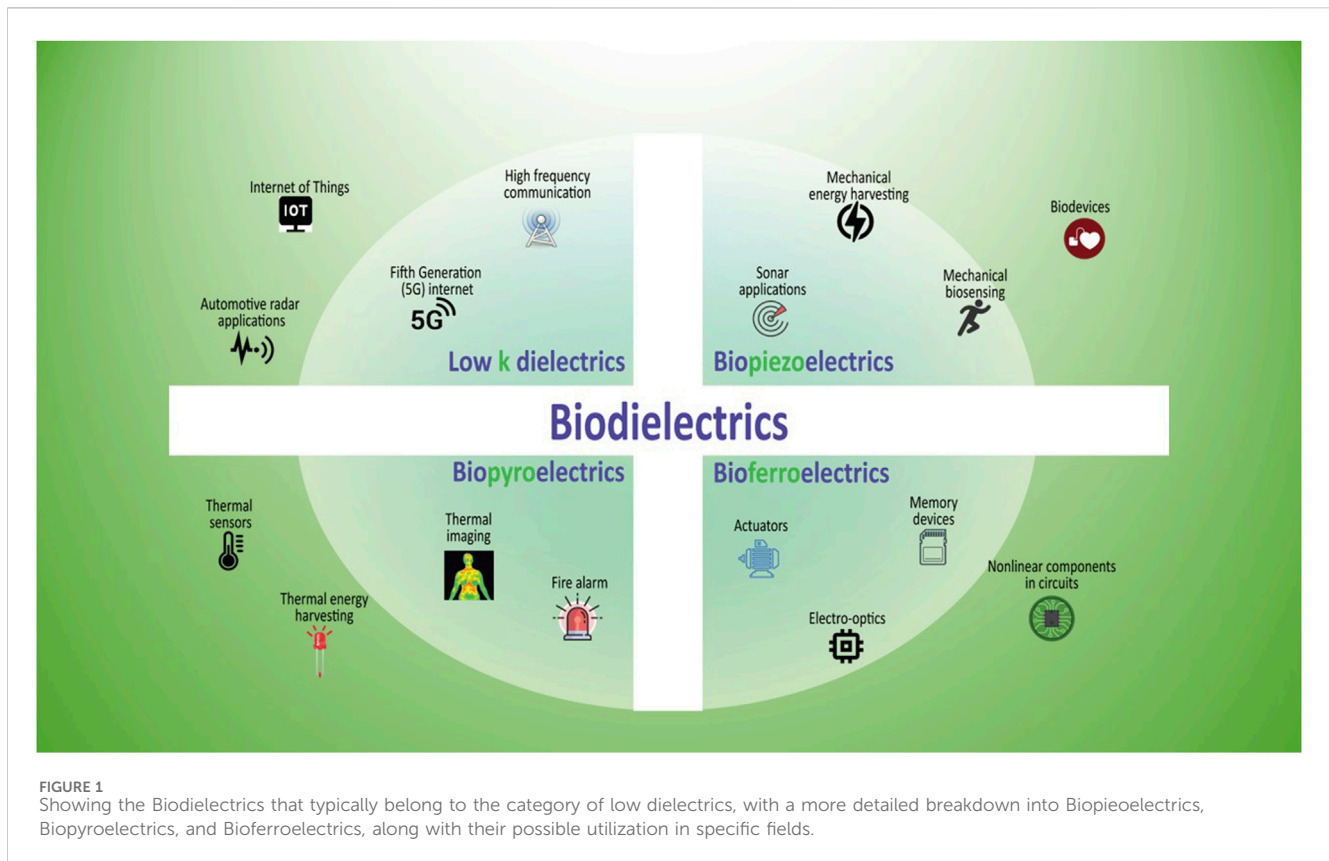 Internet of Things
IOT
High frequency
communication
Fifth Generation
(5G) internet
5G
Automotive radar
applications
Low k dielectrics
Mechanical
energy harvesting
Biodevices
Sonar
applications
Mechanical
biosensing
Biopiezoelectrics
Biodielectrics
Biopyroelectrics
Thermal
sensors
Thermal
imaging
Fire alarm
Thermal energy
harvesting
Bioferroelectrics
Actuators
Memory
devices
Nonlinear components
in circuits
Electro-optics
FIGURE 1
Showing the Biodielectrics that typically belong to the category of low dielectrics, with a more detailed breakdown into Biopieoelectrics,
Biopyroelectrics, and Bioferroelectrics, along with their possible utilization in specific fields.